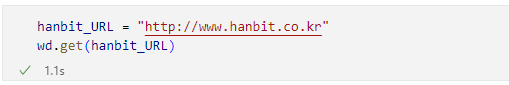 hanbit_URL = "http://www.hanbit.co.kr"
wd.get(hanbit_URL)
✓ 1.1s